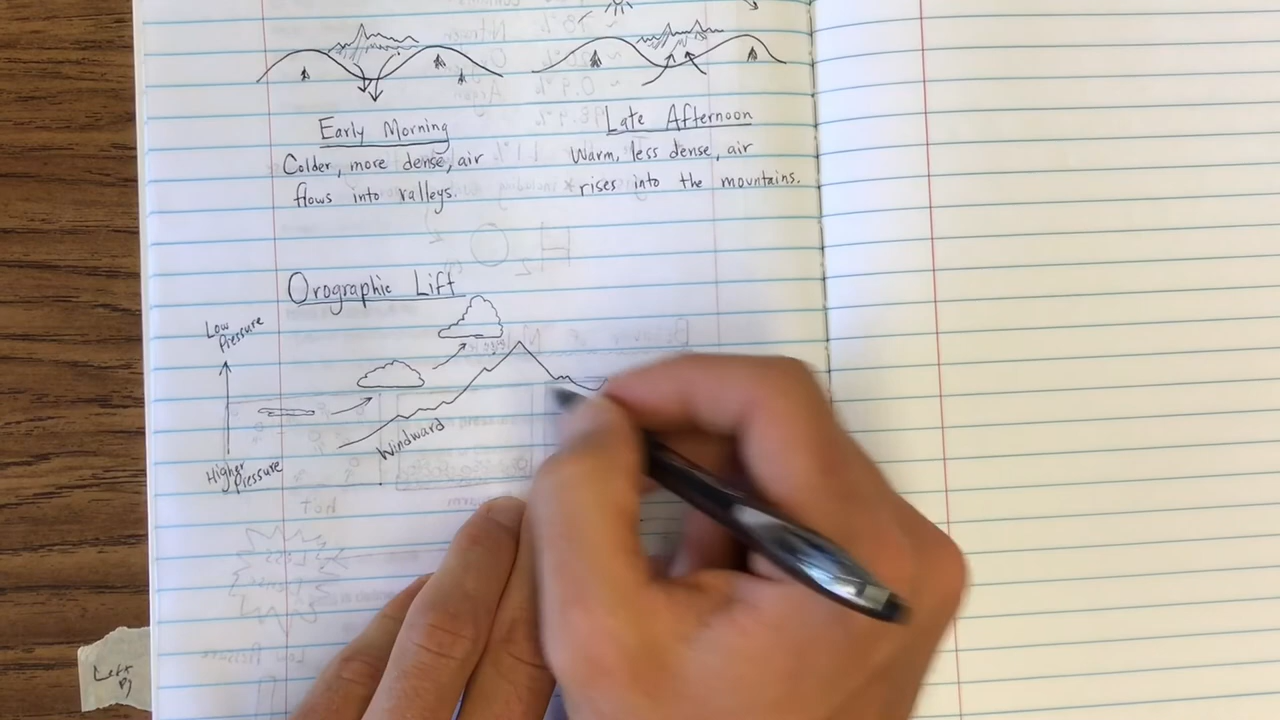 Early Morning
Colder, more dense, air
flows into valleys.
Late Afternoon
Warm, less dense, air
rises into the mountains.
Orographic Lift
Low
Pressure
Higher
Pressure
Windward